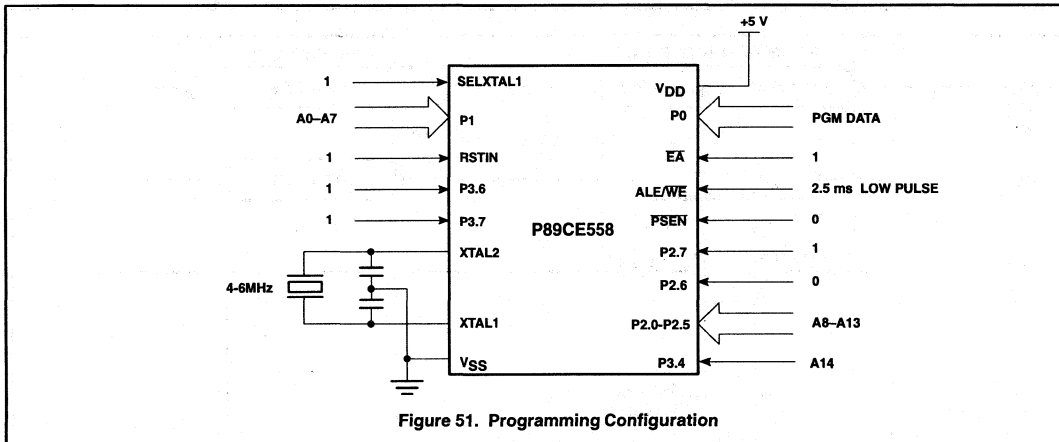 +5 V
1
SELXTAL1
VDD
A0–A7
P1
P0
PGM DATA
1
RSTIN
EA
1
1
P3.6
ALE/WE
2.5 ms LOW PULSE
1
P3.7
P89CE558
PSEN
0
XTAL2
P2.7
1
4-6MHz
P2.6
0
XTAL1
P2.0-P2.5
A8–A13
VSS
P3.4
A14
Figure 51. Programming Configuration